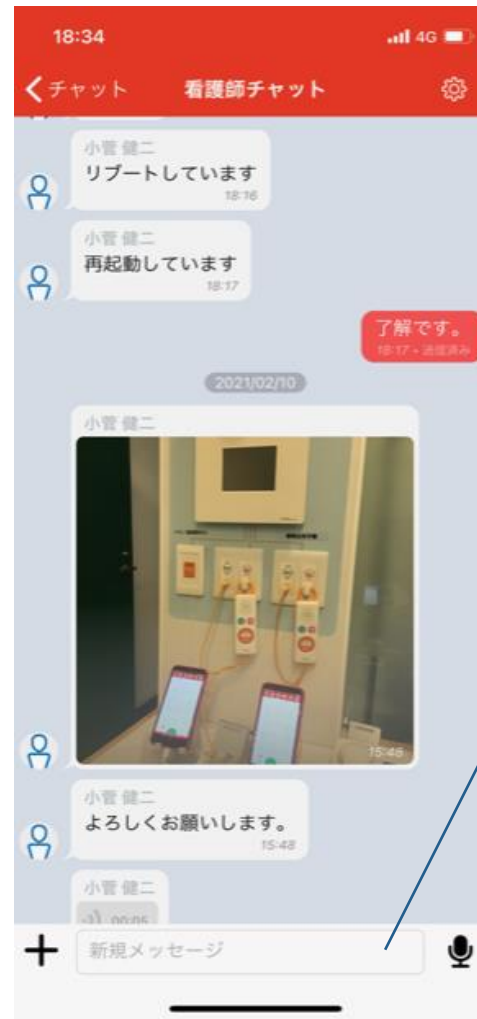 18:34
4G
チャット
看護師チャット
小菅 健二
リブートしています
18:16
小菅 健二
再起動しています
18:17
了解です。
18:17・送信済み
2021/02/10
小菅 健二
15:46
小菅 健二
よろしくお願いします。
15:48
小菅 健二
00:05
新規メッセージ